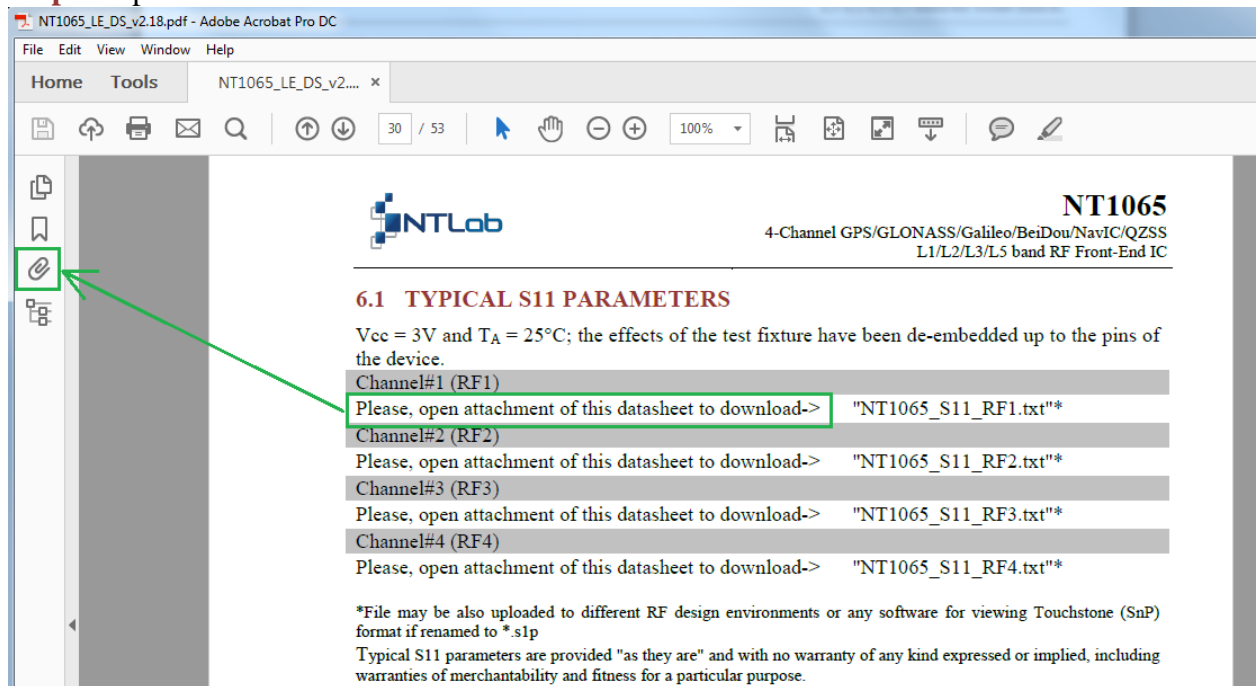 NT1065_LE_DS_v2.18.pdf - Adobe Acrobat Pro DC
File Edit View Window Help
Home Tools NT1065_LE_DS_v2.... ×
30 / 53 100%
NTLab
NT1065
4-Channel GPS/GLONASS/Galileo/BeiDou/NavIC/QZSS
L1/L2/L3/L5 band RF Front-End IC
6.1 TYPICAL S11 PARAMETERS
Vcc = 3V and TA = 25°C; the effects of the test fixture have been de-embedded up to the pins of
the device.
Channel#1 (RF1)
Please, open attachment of this datasheet to download-> "NT1065_S11_RF1.txt"*
Channel#2 (RF2)
Please, open attachment of this datasheet to download-> "NT1065_S11_RF2.txt"*
Channel#3 (RF3)
Please, open attachment of this datasheet to download-> "NT1065_S11_RF3.txt"*
Channel#4 (RF4)
Please, open attachment of this datasheet to download-> "NT1065_S11_RF4.txt"*
*File may be also uploaded to different RF design environments or any software for viewing Touchstone (SnP)
format if renamed to *.s1p
Typical S11 parameters are provided "as they are" and with no warranty of any kind expressed or implied, including
warranties of merchantability and fitness for a particular purpose.